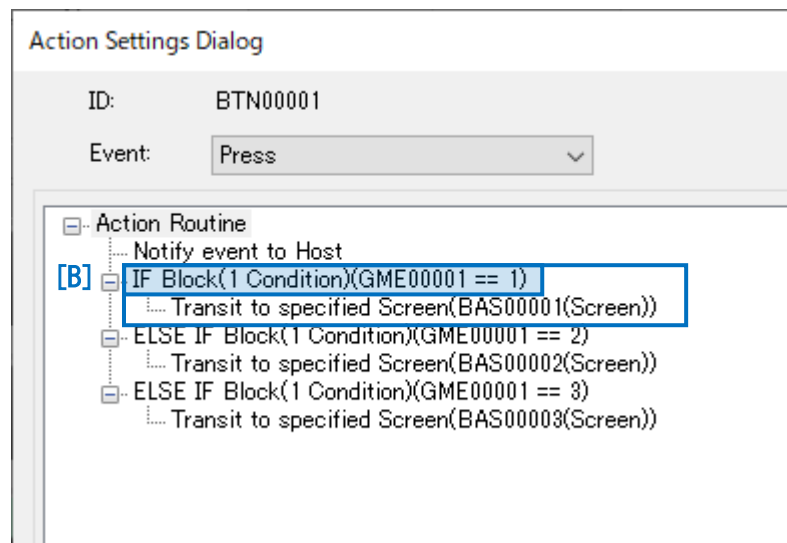 Action Settings Dialog
ID: BTN00001
Event: Press
Action Routine
Notify event to Host
[B] IF Block(1 Condition)(GME00001 == 1)
Transit to specified Screen(BAS00001(Screen))
ELSE IF Block(1 Condition)(GME00001 == 2)
Transit to specified Screen(BAS00002(Screen))
ELSE IF Block(1 Condition)(GME00001 == 3)
Transit to specified Screen(BAS00003(Screen))